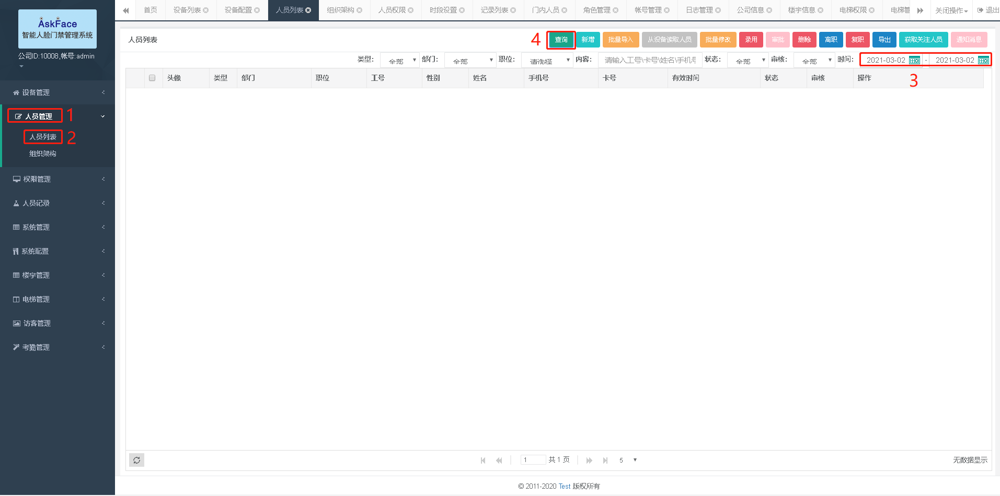 AskFace
智能人脸门禁管理系统
公司ID:10008,帐号:admin
设备管理
人员管理
1
人员列表
2
组织架构
权限管理
人员记录
系统管理
系统配置
楼宇管理
电梯管理
访客管理
考勤管理
首页 设备列表 设备配置 人员列表 组织架构 人员权限 时段设置 记录列表 门内人员 角色管理 帐号管理 日志管理 公司信息 楼宇信息 电梯权限 电梯管 关闭操作 退出
人员列表
4
查询 新增 批量导入 从设备读取人员 批量修改 录用 审批 删除 离职 复职 导出 获取关注人员 通知消息
类型: 全部 部门: 全部 职位: 请选择 内容: 请输入工号\卡号\姓名\手机号 状态: 全部 审核: 全部 时间: 2021-03-02 - 2021-03-02
头像 类型 部门 职位 工号 性别 姓名 手机号 卡号 有效时间 状态 审核 操作
3
1 共 1 页 5
无数据显示
© 2011-2020 Test 版权所有